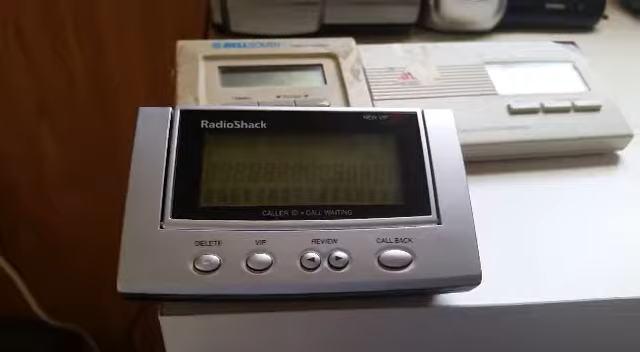 BELLSOUTH
RadioShack
NEW VIP
CALLER ID • CALL WAITING
DELETE VIP REVIEW CALL BACK